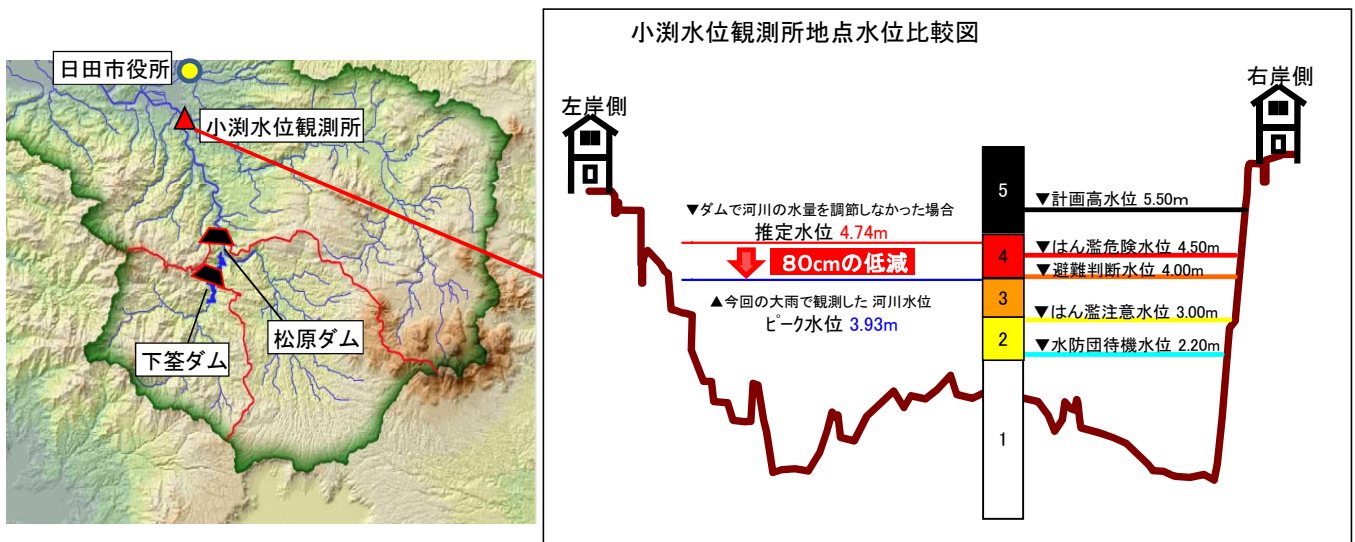 日田市役所
小渕水位観測所
松原ダム
下筌ダム
小渕水位観測所地点水位比較図
左岸側
右岸側
▼ダムで河川の水量を調節しなかった場合
推定水位 4.74m
80cmの低減
▲今回の大雨で観測した 河川水位
ピーク水位 3.93m
5
4
3
2
1
▼計画高水位 5.50m
▼はん濫危険水位 4.50m
▼避難判断水位 4.00m
▼はん濫注意水位 3.00m
▼水防団待機水位 2.20m